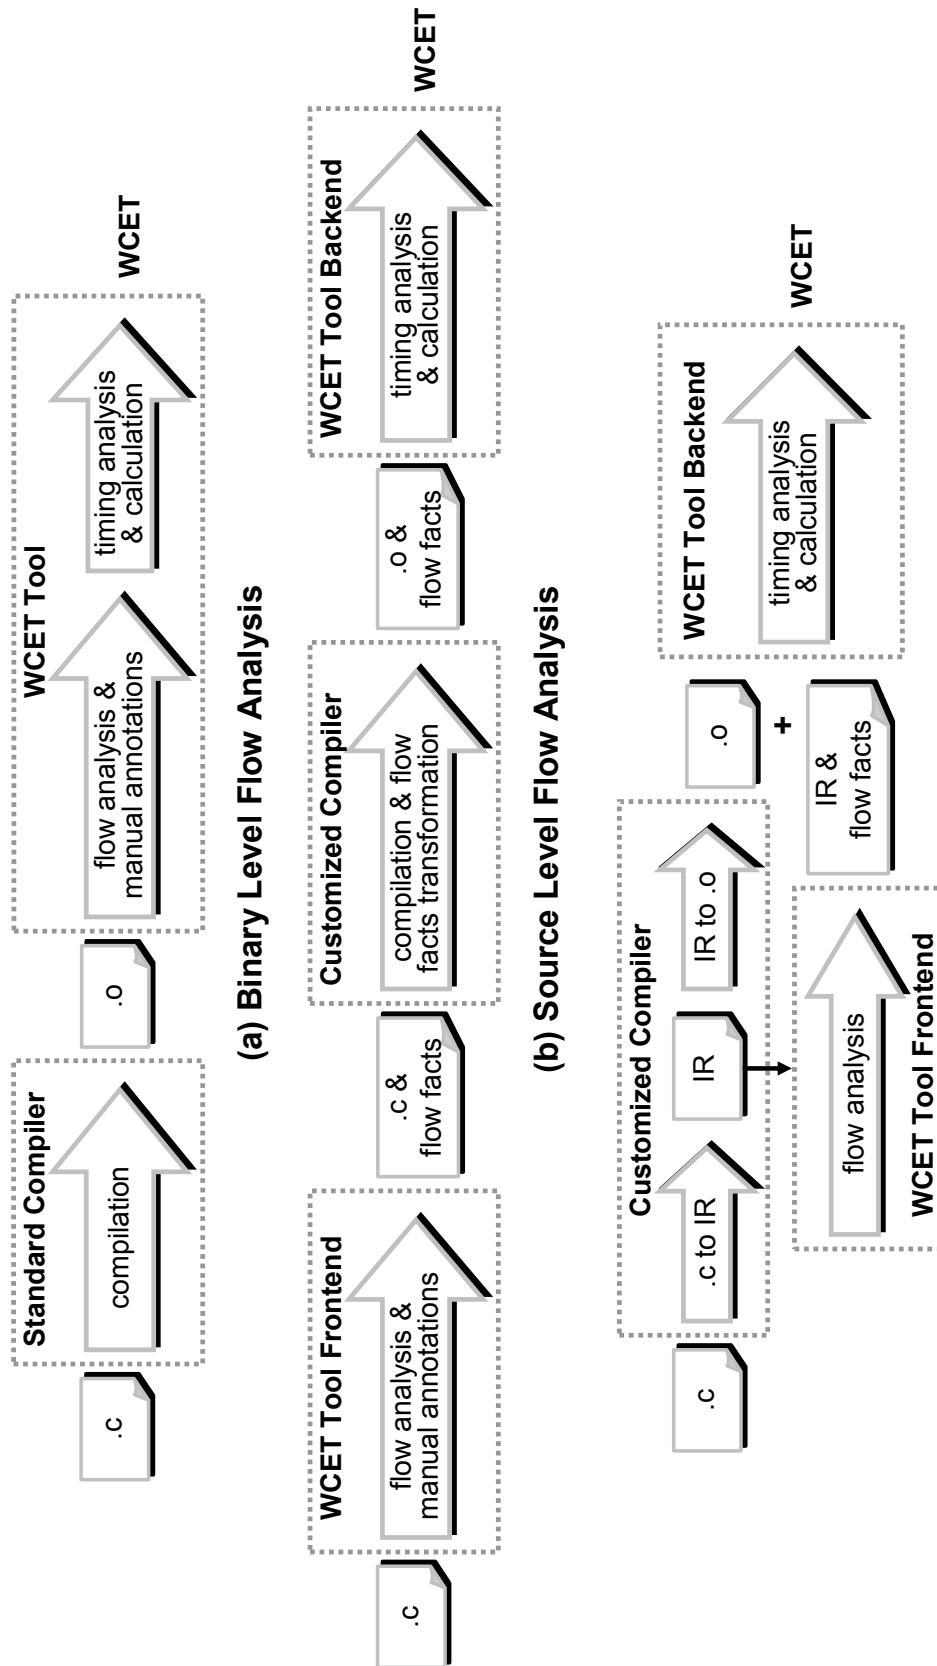 Standard Compiler
WCET Tool
.c
compilation
.o
flow analysis &
manual annotations
timing analysis
& calculation
WCET
(a) Binary Level Flow Analysis
WCET Tool Frontend
Customized Compiler
WCET Tool Backend
.c
flow analysis &
manual annotations
.c &
flow facts
compilation & flow
facts transformation
.o &
flow facts
timing analysis
& calculation
WCET
(b) Source Level Flow Analysis
Customized Compiler
WCET Tool Backend
.c
.c to IR
IR
IR to .o
.o
+
IR &
flow facts
timing analysis
& calculation
WCET
flow analysis
WCET Tool Frontend